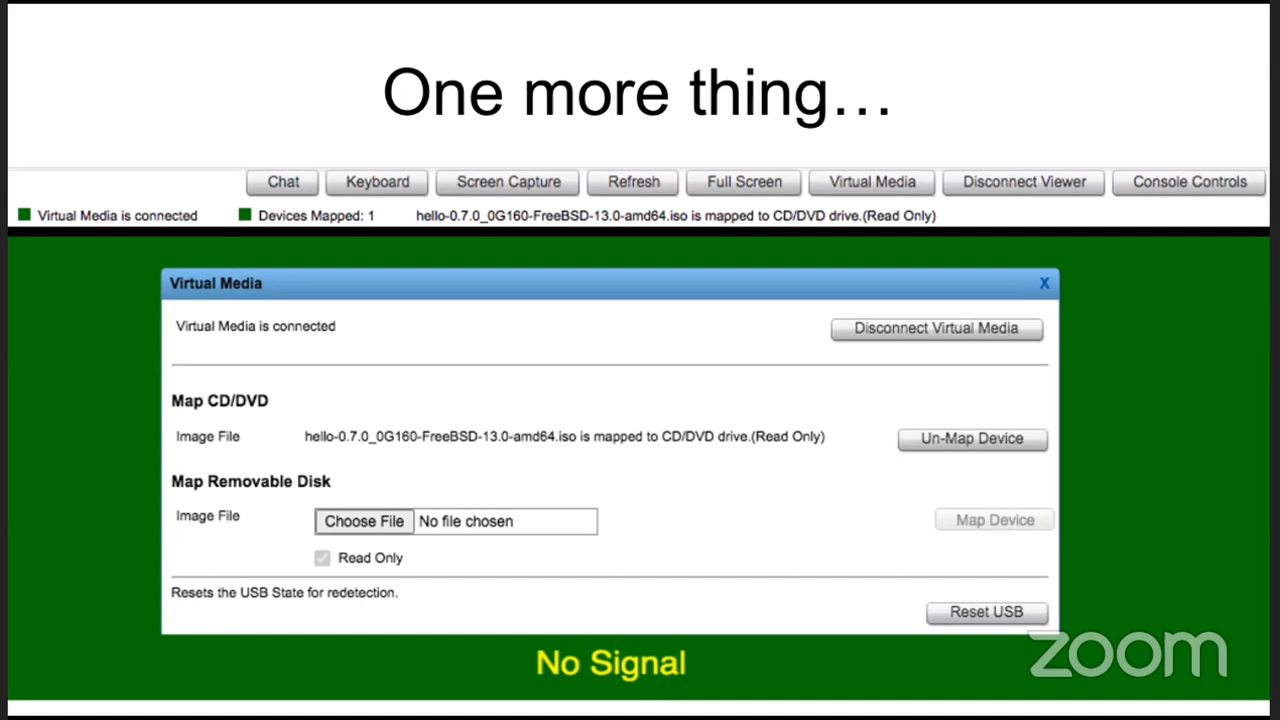 One more thing…
Chat Keyboard Screen Capture Refresh Full Screen Virtual Media Disconnect Viewer Console Controls
Virtual Media is connected Devices Mapped: 1 hello-0.7.0_0G160-FreeBSD-13.0-amd64.iso is mapped to CD/DVD drive.(Read Only)
Virtual Media X
Virtual Media is connected Disconnect Virtual Media
Map CD/DVD
Image File hello-0.7.0_0G160-FreeBSD-13.0-amd64.iso is mapped to CD/DVD drive.(Read Only) Un-Map Device
Map Removable Disk
Image File Choose File No file chosen Map Device
Read Only
Resets the USB State for redetection.
Reset USB
No Signal
zoom